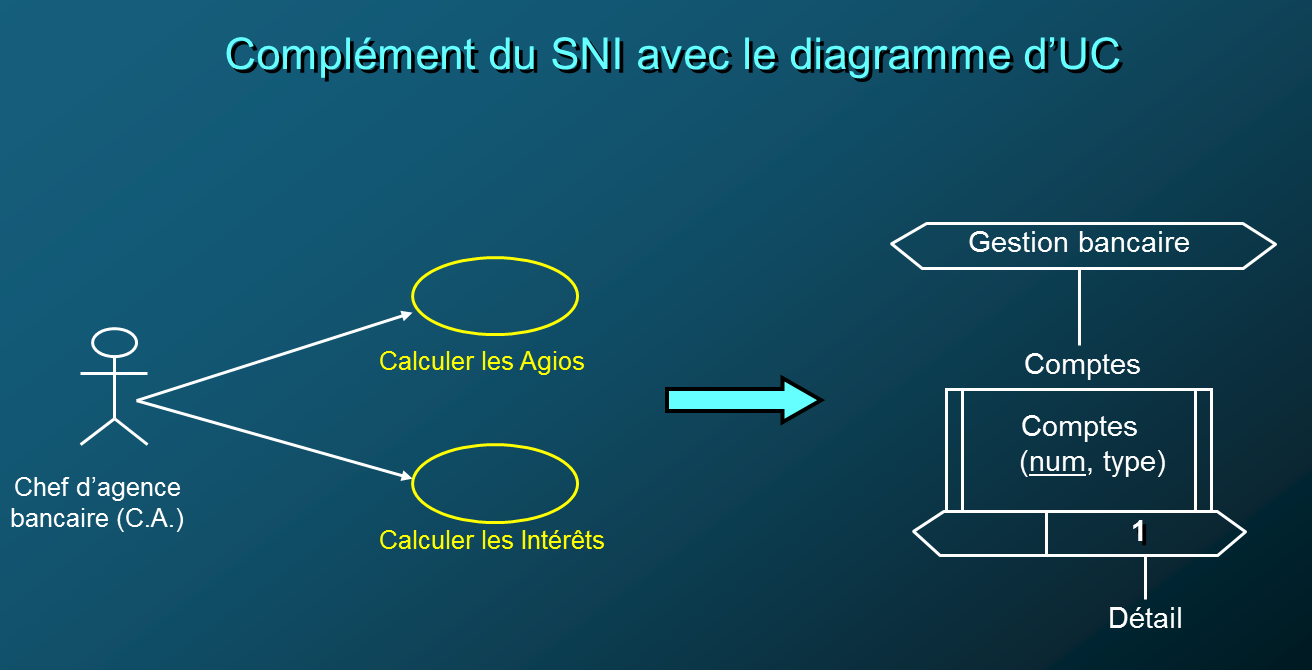 Complément du SNI avec le diagramme d’UC
Calculer les Agios
Chef d’agence
bancaire (C.A.)
Calculer les Intérêts
Gestion bancaire
Comptes
Comptes
(num, type)
1
Détail